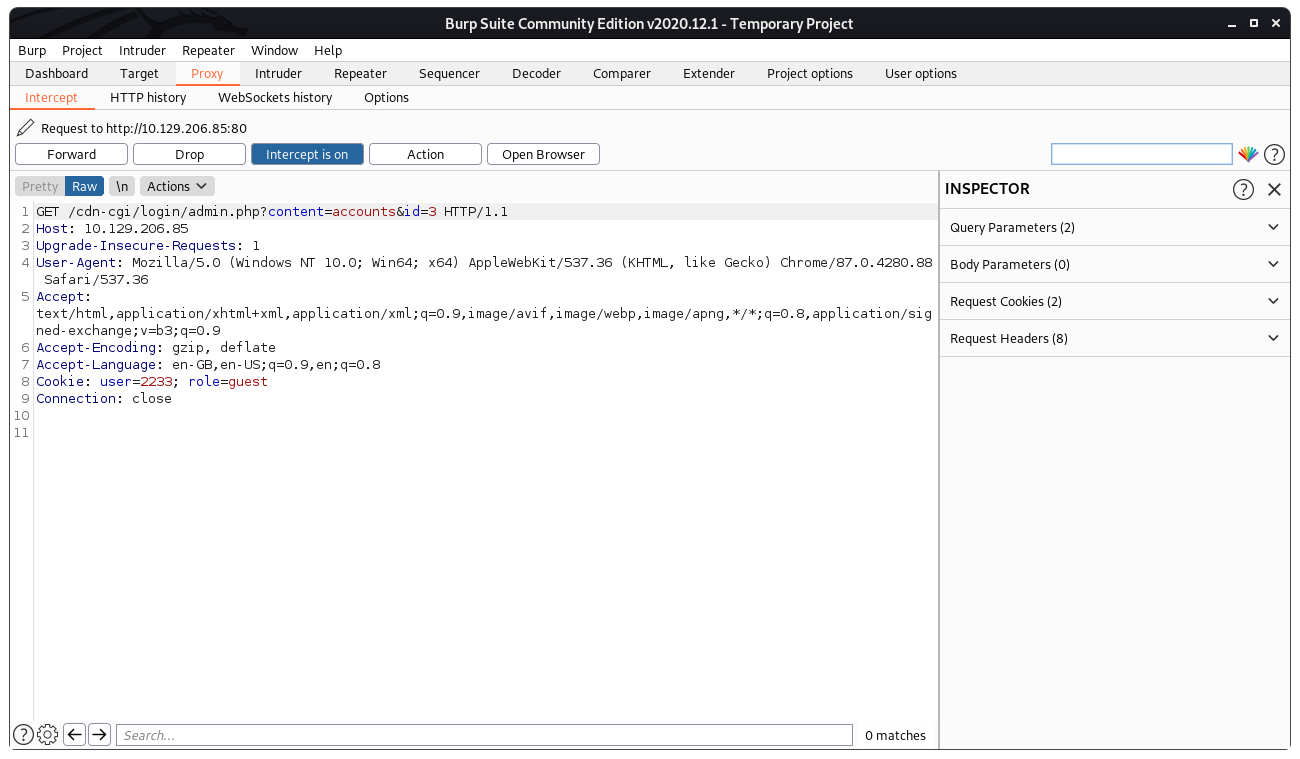 Burp Suite Community Edition v2020.12.1 - Temporary Project
Burp Project Intruder Repeater Window Help
Dashboard Target Proxy Intruder Repeater Sequencer Decoder Comparer Extender Project options User options
Intercept HTTP history WebSockets history Options
Request to http://10.129.206.85:80
Forward Drop Intercept is on Action Open Browser
Pretty Raw \n Actions
INSPECTOR
1 GET /cdn-cgi/login/admin.php?content=accounts&id=3 HTTP/1.1
2 Host: 10.129.206.85
3 Upgrade-Insecure-Requests: 1
4 User-Agent: Mozilla/5.0 (Windows NT 10.0; Win64; x64) AppleWebKit/537.36 (KHTML, like Gecko) Chrome/87.0.4280.88
Safari/537.36
5 Accept:
text/html,application/xhtml+xml,application/xml;q=0.9,image/avif,image/webp,image/apng,*/*;q=0.8,application/sig
ned-exchange;v=b3;q=0.9
6 Accept-Encoding: gzip, deflate
7 Accept-Language: en-GB,en-US;q=0.9,en;q=0.8
8 Cookie: user=2233; role=guest
9 Connection: close
10
11
Query Parameters (2)
Body Parameters (0)
Request Cookies (2)
Request Headers (8)
Search...
0 matches